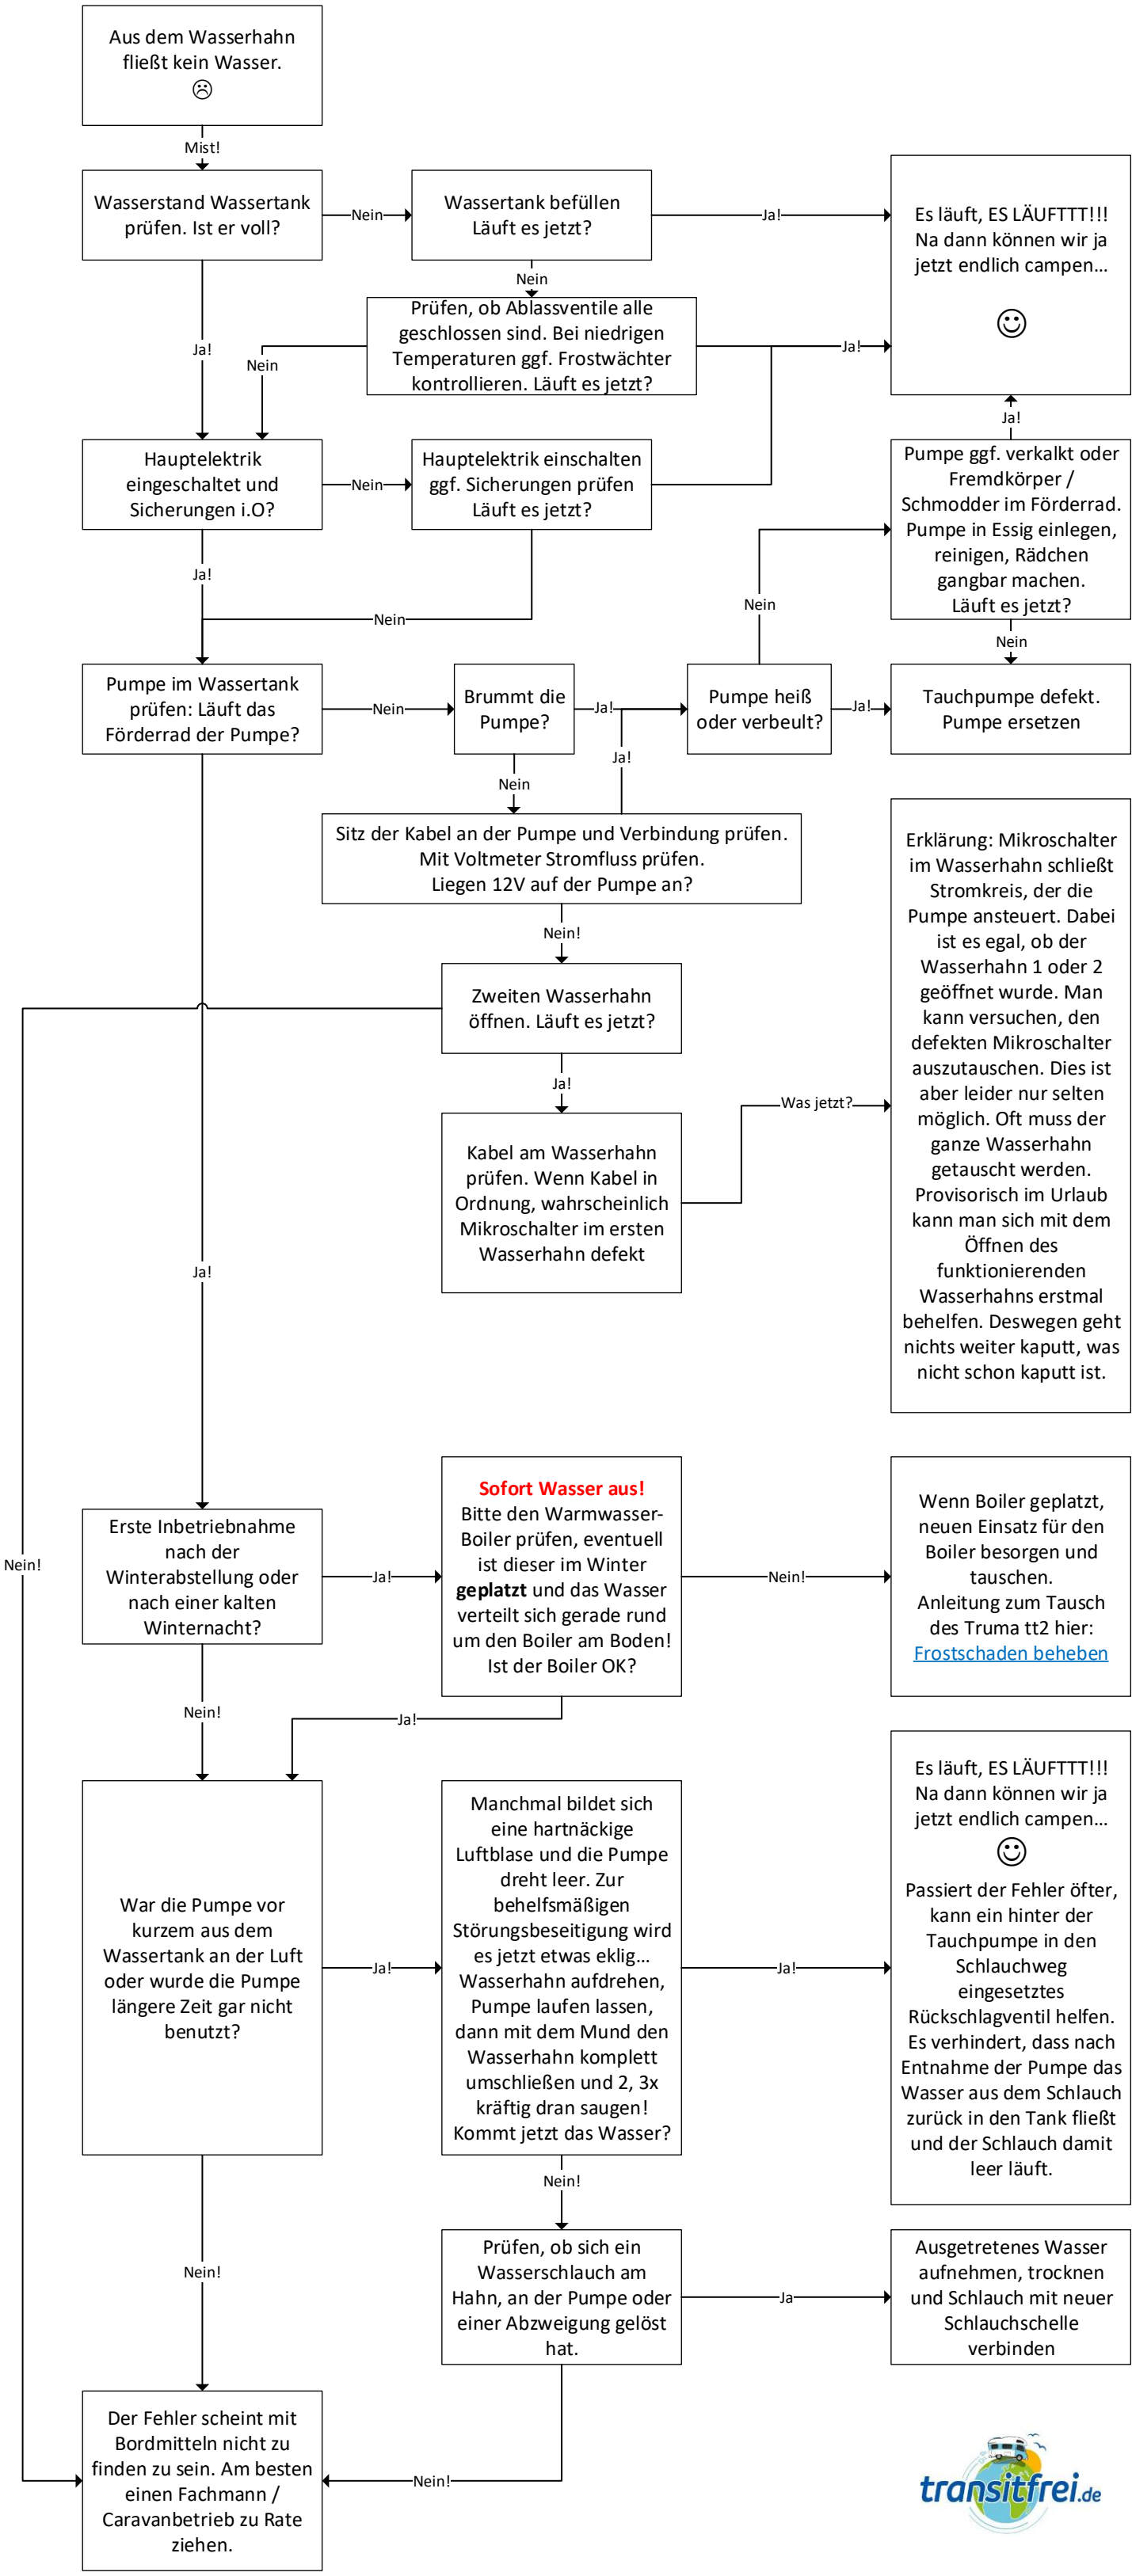 Aus dem Wasserhahn
fließt kein Wasser.
☹
Mist!
Wasserstand Wassertank
prüfen. Ist er voll?
Nein
Wassertank befüllen
Läuft es jetzt?
Ja!
Es läuft, ES LÄUFTTT!!!
Na dann können wir ja
jetzt endlich campen...
☺
Nein
Prüfen, ob Ablassventile alle
geschlossen sind. Bei niedrigen
Temperaturen ggf. Frostwächter
kontrollieren. Läuft es jetzt?
Ja!
Nein
Ja!
Hauptelektrik
eingeschaltet und
Sicherungen i.O?
Nein
Hauptelektrik einschalten
ggf. Sicherungen prüfen
Läuft es jetzt?
Ja!
Pumpe ggf. verkalkt oder
Fremdkörper /
Schmodder im Förderrad.
Pumpe in Essig einlegen,
reinigen, Rädchen
gangbar machen.
Läuft es jetzt?
Ja!
Nein
Nein
Nein
Pumpe im Wassertank
prüfen: Läuft das
Förderrad der Pumpe?
Nein
Brummt die
Pumpe?
Ja!
Pumpe heiß
oder verbeult?
Ja!
Tauchpumpe defekt.
Pumpe ersetzen
Nein
Ja!
Sitz der Kabel an der Pumpe und Verbindung prüfen.
Mit Voltmeter Stromfluss prüfen.
Liegen 12V auf der Pumpe an?
Nein!
Zweiten Wasserhahn
öffnen. Läuft es jetzt?
Ja!
Kabel am Wasserhahn
prüfen. Wenn Kabel in
Ordnung, wahrscheinlich
Mikroschalter im ersten
Wasserhahn defekt
Was jetzt?
Erklärung: Mikroschalter
im Wasserhahn schließt
Stromkreis, der die
Pumpe ansteuert. Dabei
ist es egal, ob der
Wasserhahn 1 oder 2
geöffnet wurde. Man
kann versuchen, den
defekten Mikroschalter
auszutauschen. Dies ist
aber leider nur selten
möglich. Oft muss der
ganze Wasserhahn
getauscht werden.
Provisorisch im Urlaub
kann man sich mit dem
Öffnen des
funktionierenden
Wasserhahns erstmal
behelfen. Deswegen geht
nichts weiter kaputt, was
nicht schon kaputt ist.
Ja!
Nein!
Erste Inbetriebnahme
nach der
Winterabstellung oder
nach einer kalten
Winternacht?
Ja!
Sofort Wasser aus!
Bitte den Warmwasser-
Boiler prüfen, eventuell
ist dieser im Winter
geplatzt und das Wasser
verteilt sich gerade rund
um den Boiler am Boden!
Ist der Boiler OK?
Nein!
Wenn Boiler geplatzt,
neuen Einsatz für den
Boiler besorgen und
tauschen.
Anleitung zum Tausch
des Truma tt2 hier:
Frostschaden beheben
Nein!
Ja!
War die Pumpe vor
kurzem aus dem
Wassertank an der Luft
oder wurde die Pumpe
längere Zeit gar nicht
benutzt?
Ja!
Manchmal bildet sich
eine hartnäckige
Luftblase und die Pumpe
dreht leer. Zur
behelfsmäßigen
Störungsbeseitigung wird
es jetzt etwas eklig...
Wasserhahn aufdrehen,
Pumpe laufen lassen,
dann mit dem Mund den
Wasserhahn komplett
umschließen und 2, 3x
kräftig dran saugen!
Kommt jetzt das Wasser?
Ja!
Es läuft, ES LÄUFTTT!!!
Na dann können wir ja
jetzt endlich campen...
☺
Passiert der Fehler öfter,
kann ein hinter der
Tauchpumpe in den
Schlauchweg
eingesetztes
Rückschlagventil helfen.
Es verhindert, dass nach
Entnahme der Pumpe das
Wasser aus dem Schlauch
zurück in den Tank fließt
und der Schlauch damit
leer läuft.
Nein!
Nein!
Prüfen, ob sich ein
Wasserschlauch am
Hahn, an der Pumpe oder
einer Abzweigung gelöst
hat.
Ja
Ausgetretenes Wasser
aufnehmen, trocknen
und Schlauch mit neuer
Schlauchschelle
verbinden
Nein!
Der Fehler scheint mit
Bordmitteln nicht zu
finden zu sein. Am besten
einen Fachmann /
Caravanbetrieb zu Rate
ziehen.
transitfrei.de